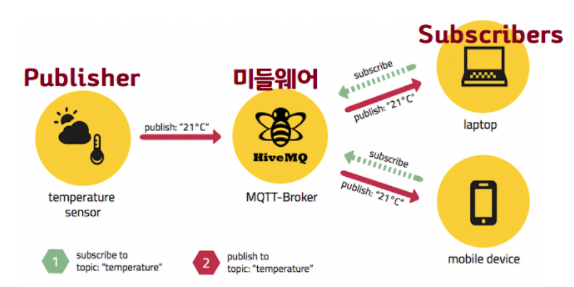 Publisher
미들웨어
Subscribers
subscribe
publish: "21°C"
publish: "21°C"
HiveMQ
laptop
subscribe
publish: "21°C"
temperature
sensor
MQTT-Broker
mobile device
1
subscribe to
topic: "temperature"
2
publish to
topic: "temperature"